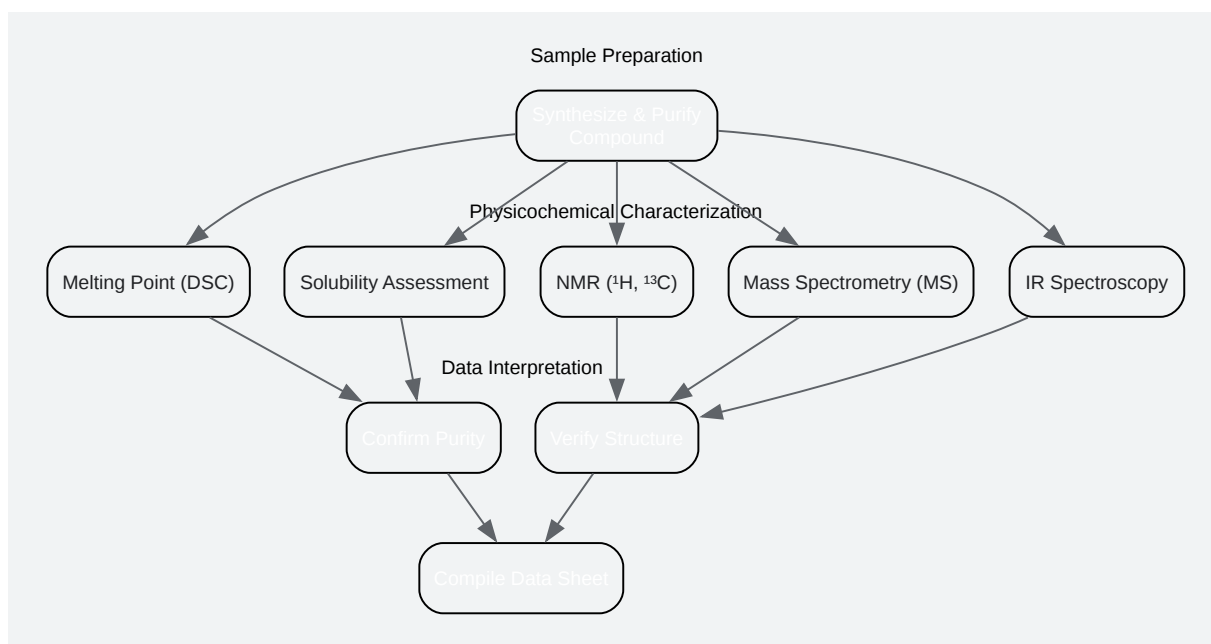 Sample Preparation
Synthesize & Purify
Compound
Physicochemical Characterization
Melting Point (DSC)
Solubility Assessment
NMR (¹H, ¹³C)
Mass Spectrometry (MS)
IR Spectroscopy
Data Interpretation
Confirm Purity
Verify Structure
Compile Data Sheet